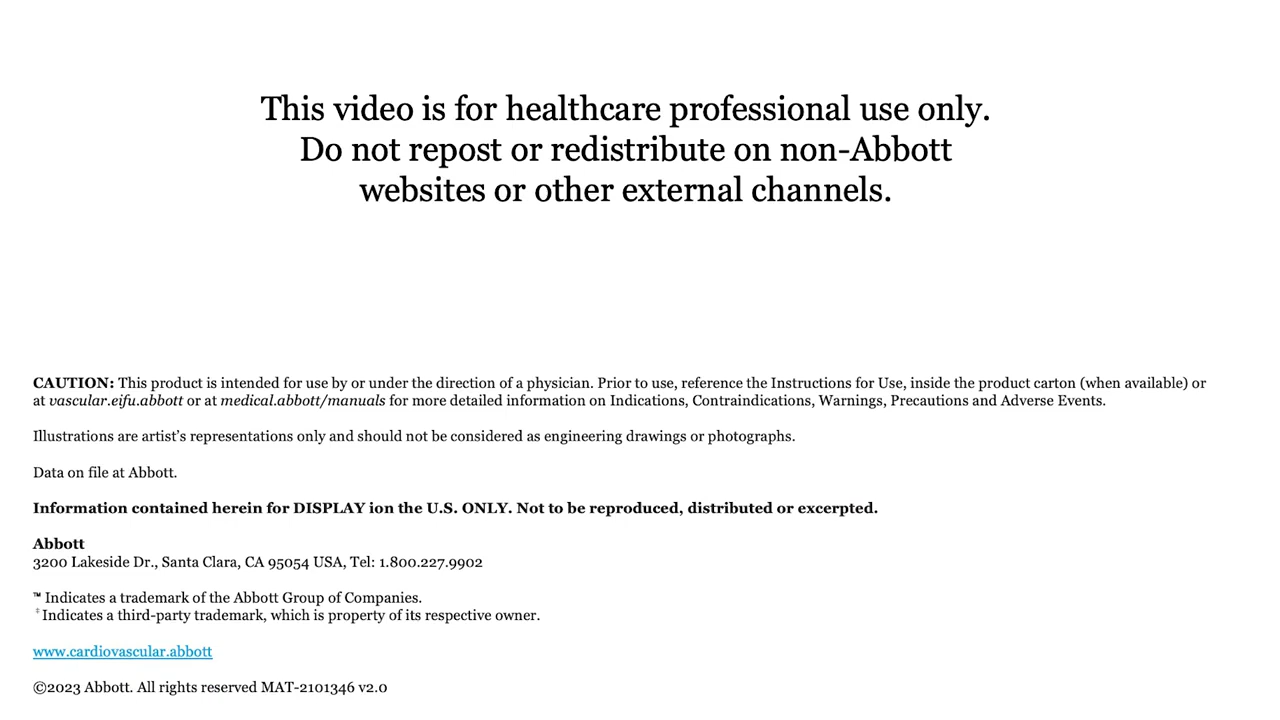 This video is for healthcare professional use only.
Do not repost or redistribute on non-Abbott
websites or other external channels.
CAUTION: This product is intended for use by or under the direction of a physician. Prior to use, reference the Instructions for Use, inside the product carton (when available) or
at vascular.eifu.abbott or at medical.abbott/manuals for more detailed information on Indications, Contraindications, Warnings, Precautions and Adverse Events.
Illustrations are artist's representations only and should not be considered as engineering drawings or photographs.
Data on file at Abbott.
Information contained herein for DISPLAY ion the U.S. ONLY. Not to be reproduced, distributed or excerpted.
Abbott
3200 Lakeside Dr., Santa Clara, CA 95054 USA, Tel: 1.800.227.9902
™ Indicates a trademark of the Abbott Group of Companies.
‡ Indicates a third-party trademark, which is property of its respective owner.
www.cardiovascular.abbott
©2023 Abbott. All rights reserved MAT-2101346 v2.0